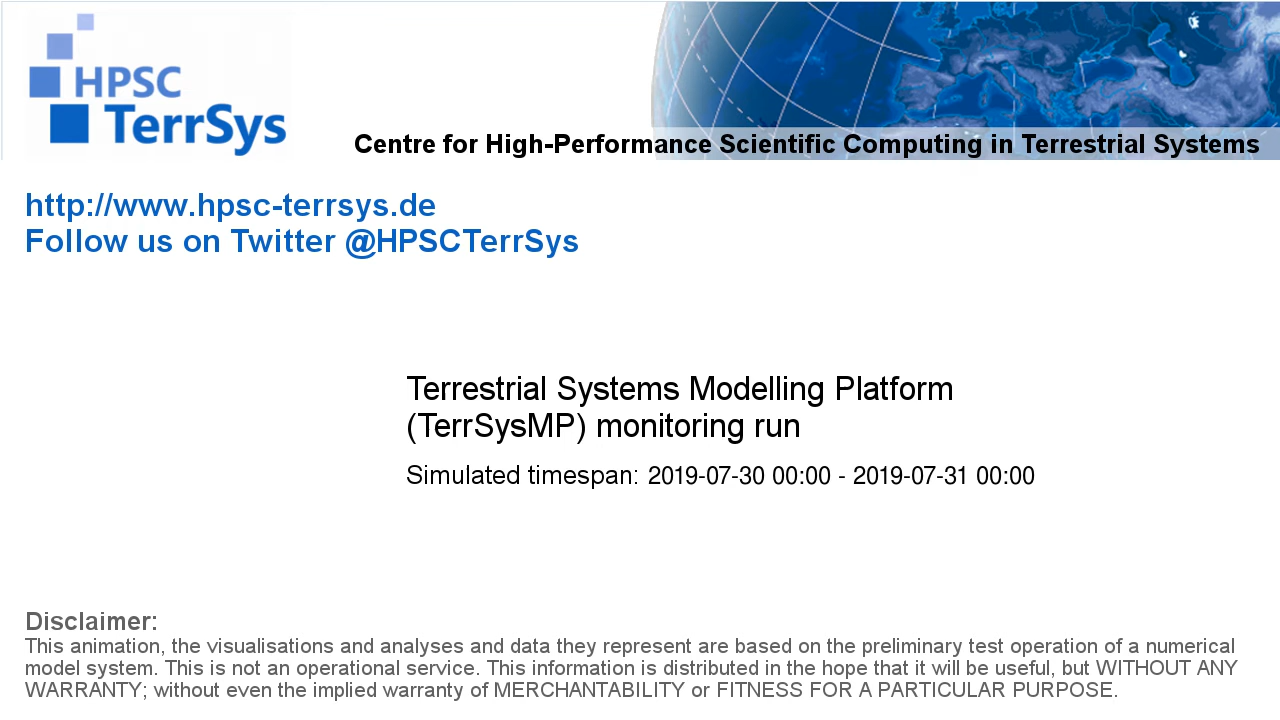 HPSC
TerrSys
Centre for High-Performance Scientific Computing in Terrestrial Systems
http://www.hpsc-terrsys.de
Follow us on Twitter @HPSCTerrSys
Terrestrial Systems Modelling Platform
(TerrSysMP) monitoring run
Simulated timespan: 2019-07-30 00:00 - 2019-07-31 00:00
Disclaimer:
This animation, the visualisations and analyses and data they represent are based on the preliminary test operation of a numerical
model system. This is not an operational service. This information is distributed in the hope that it will be useful, but WITHOUT ANY
WARRANTY; without even the implied warranty of MERCHANTABILITY or FITNESS FOR A PARTICULAR PURPOSE.